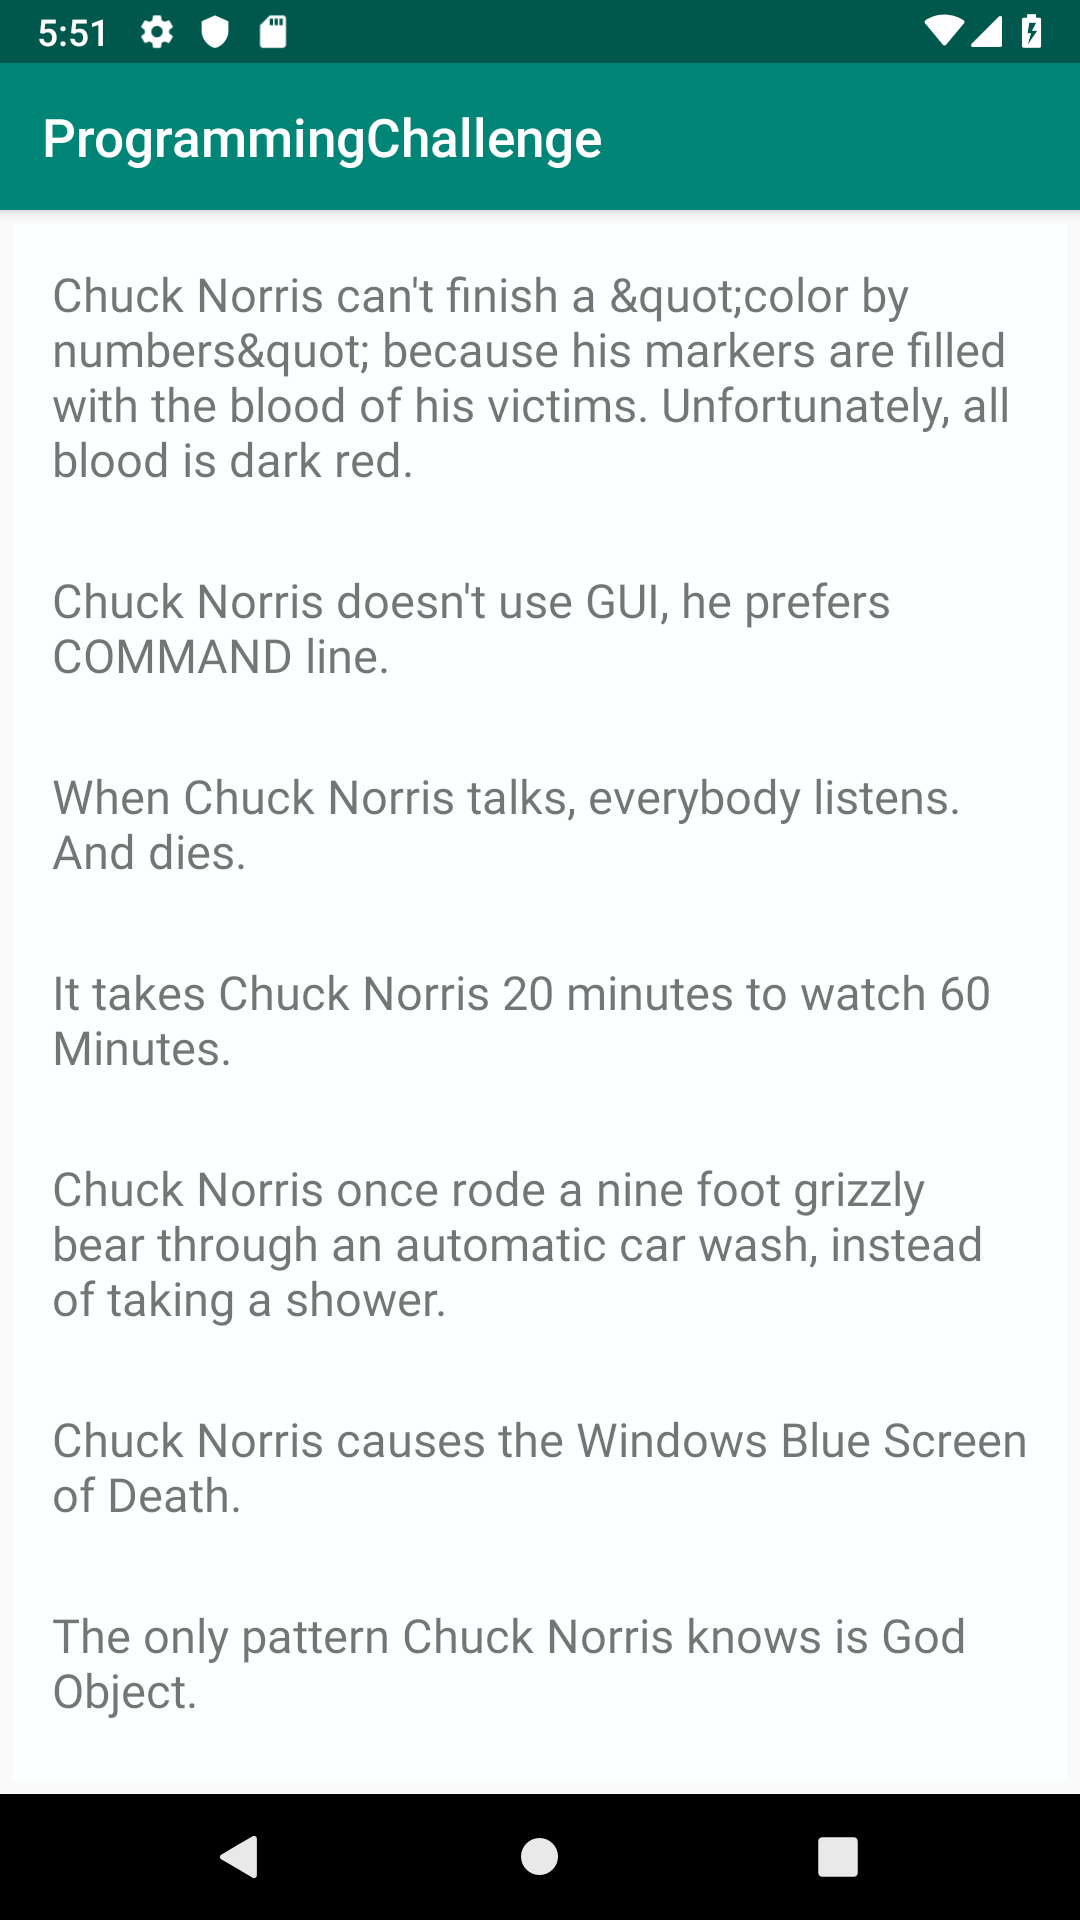 5:51
ProgrammingChallenge
Chuck Norris can't finish a &quot;color by
numbers&quot; because his markers are filled
with the blood of his victims. Unfortunately, all
blood is dark red.
Chuck Norris doesn't use GUI, he prefers
COMMAND line.
When Chuck Norris talks, everybody listens.
And dies.
It takes Chuck Norris 20 minutes to watch 60
Minutes.
Chuck Norris once rode a nine foot grizzly
bear through an automatic car wash, instead
of taking a shower.
Chuck Norris causes the Windows Blue Screen
of Death.
The only pattern Chuck Norris knows is God
Object.